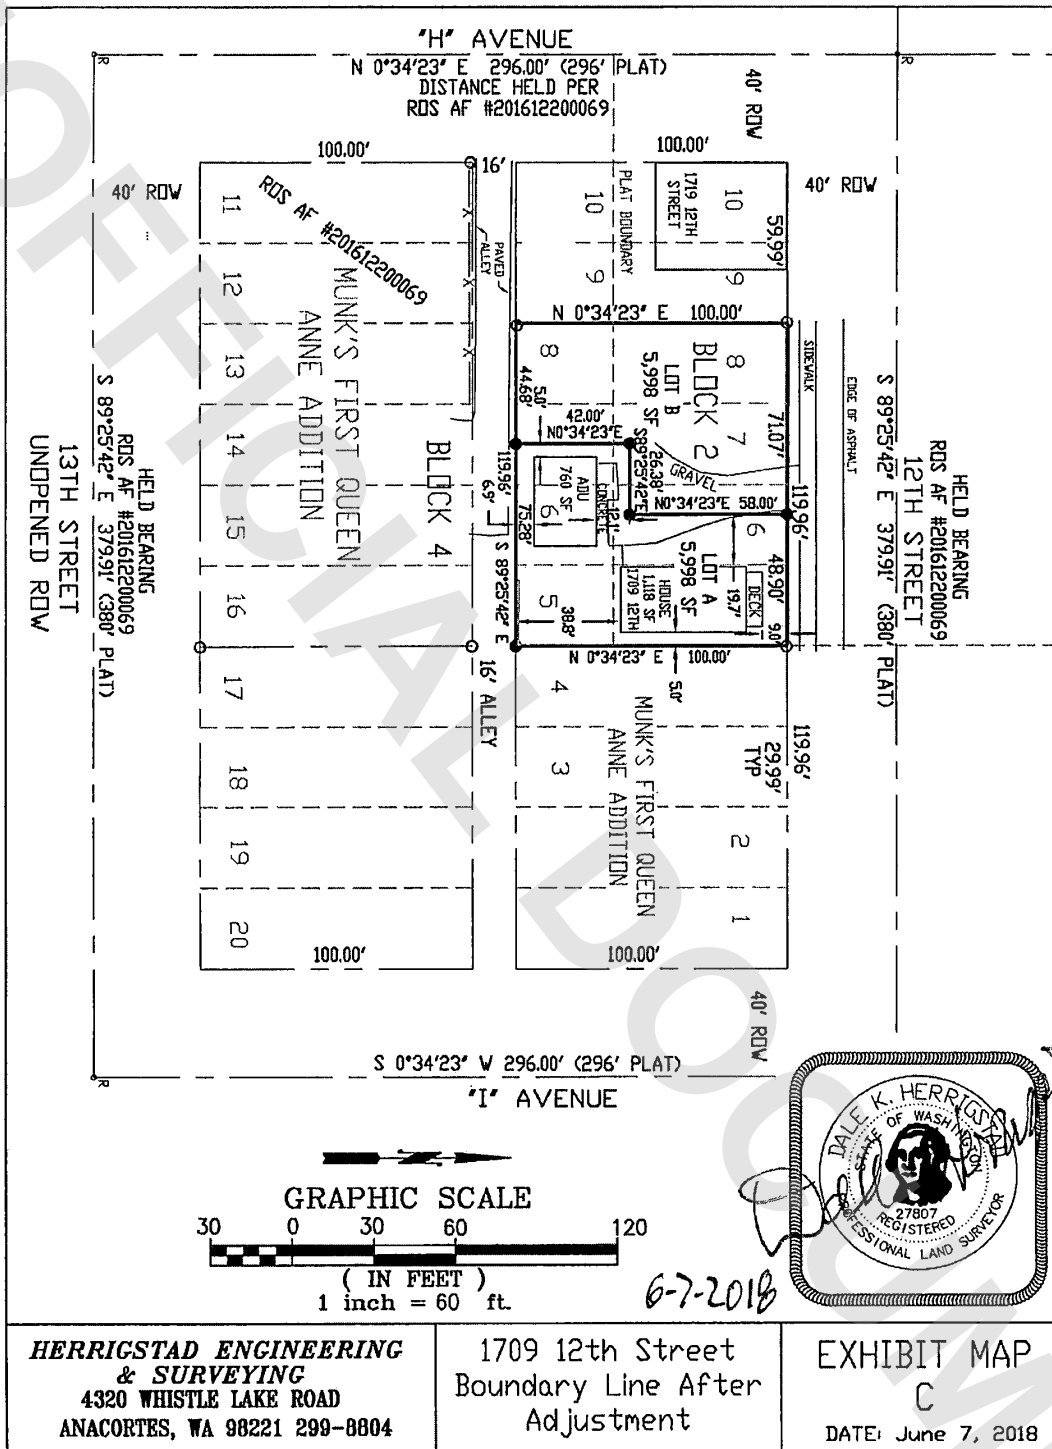 "H" AVENUE
N 0°34'23" E 296.00' (296' PLAT)
DISTANCE HELD PER
ROS AF #201612200069
40' ROW
100.00'
16'
100.00'
40' ROW
40' ROW
ROS AF #201612200069
PAVED
ALLEY
PLAT BOUNDARY
1719 12TH
STREET
59.99'
11
12
13
14
15
16
17
18
19
20
10
9
8
10
9
8
7
6
6
5
4
3
2
1
MUNK'S FIRST QUEEN
ANNE ADDITION
BLOCK 4
N 0°34'23" E 100.00'
BLOCK 2
LOT B
5,998 SF
71.07'
SIDEWALK
EDGE OF ASPHALT
44.68'
5.0'
42.00'
N0°34'23"E
S89°25'42"E
26.38'
GRAVEL
N0°34'23"E 58.00'
119.96'
119.96'
6.9'
75.28'
ADU
760 SF
CONCRETE
12.1'
LOT A
5,998 SF
48.90'
19.7'
DECK
9.0'
HOUSE
1,118 SF
1709 12TH
38.8'
S 89°25'42" E
N 0°34'23" E 100.00'
5.0'
16' ALLEY
MUNK'S FIRST QUEEN
ANNE ADDITION
119.96'
29.99'
TYP
HELD BEARING
ROS AF #201612200069
S 89°25'42" E 379.91' (380' PLAT)
13TH STREET
UNOPENED ROW
HELD BEARING
ROS AF #201612200069
12TH STREET
S 89°25'42" E 379.91' (380' PLAT)
100.00'
100.00'
40' ROW
S 0°34'23" W 296.00' (296' PLAT)
"I" AVENUE
GRAPHIC SCALE
30 0 30 60 120
( IN FEET )
1 inch = 60 ft.
6-7-2018
DALE K. HERRIGSTAD
STATE OF WASHINGTON
27807
REGISTERED
PROFESSIONAL LAND SURVEYOR
HERRIGSTAD ENGINEERING
& SURVEYING
4320 WHISTLE LAKE ROAD
ANACORTES, WA 98221 299-8804
1709 12th Street
Boundary Line After
Adjustment
EXHIBIT MAP
C
DATE: June 7, 2018
OFFICIAL DOCUM